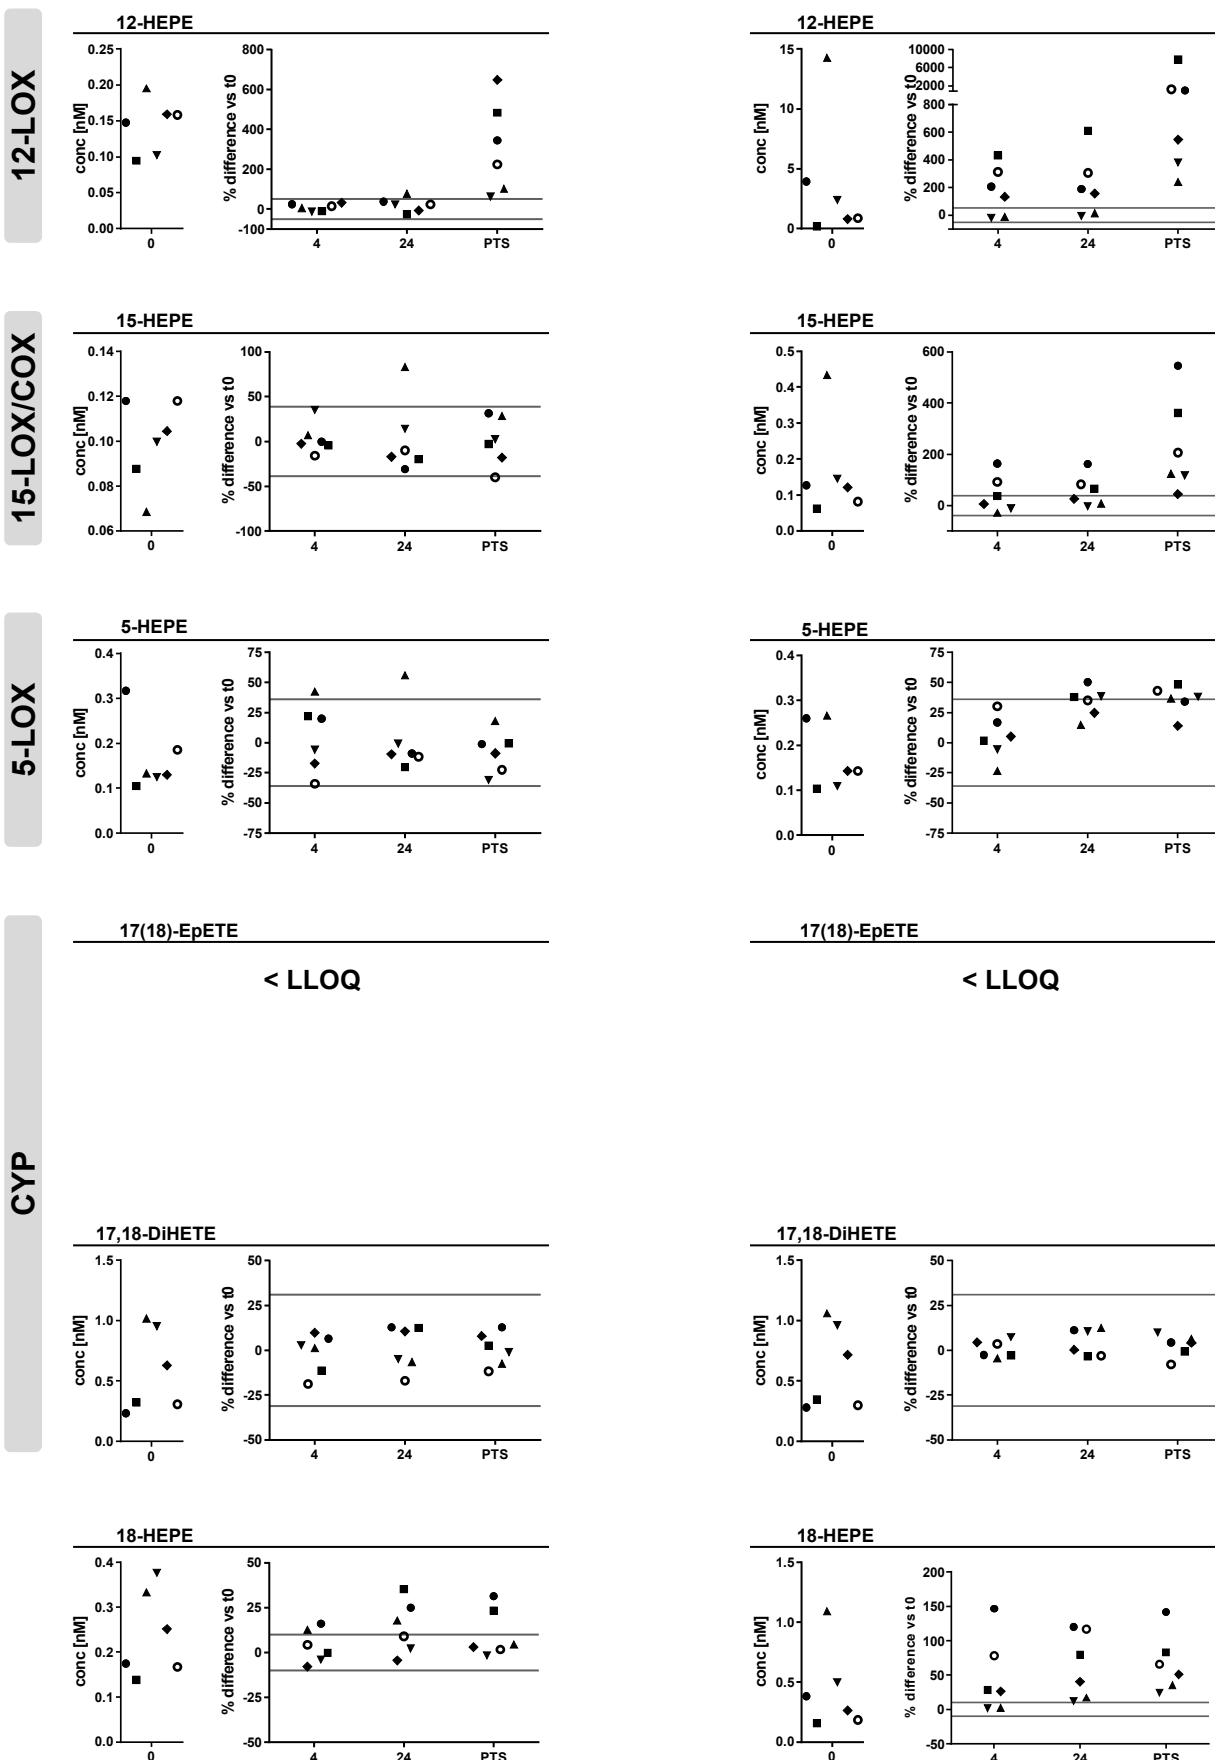 12-LOX
12-HEPE
conc [nM]
0.25
0.20
0.15
0.10
0.05
0.00
0
% difference vs t0
800
600
400
200
0
-100
4 24 PTS
12-HEPE
conc [nM]
15
10
5
0
0
% difference vs t0
10000
6000
2000
800
600
400
200
0
4 24 PTS
15-LOX/COX
15-HEPE
conc [nM]
0.14
0.12
0.10
0.08
0.06
0
% difference vs t0
100
50
0
-50
-100
4 24 PTS
15-HEPE
conc [nM]
0.5
0.4
0.3
0.2
0.1
0.0
0
% difference vs t0
600
400
200
0
4 24 PTS
5-LOX
5-HEPE
conc [nM]
0.4
0.3
0.2
0.1
0.0
0
% difference vs t0
75
50
25
0
-25
-50
-75
4 24 PTS
5-HEPE
conc [nM]
0.4
0.3
0.2
0.1
0.0
0
% difference vs t0
75
50
25
0
-25
-50
-75
4 24 PTS
CYP
17(18)-EpETE
< LLOQ
17(18)-EpETE
< LLOQ
17,18-DiHETE
conc [nM]
1.5
1.0
0.5
0.0
0
% difference vs t0
50
25
0
-25
-50
4 24 PTS
17,18-DiHETE
conc [nM]
1.5
1.0
0.5
0.0
0
% difference vs t0
50
25
0
-25
-50
4 24 PTS
18-HEPE
conc [nM]
0.4
0.3
0.2
0.1
0.0
0
% difference vs t0
50
25
0
-25
-50
4 24 PTS
18-HEPE
conc [nM]
1.5
1.0
0.5
0.0
0
% difference vs t0
200
150
100
50
0
-50
4 24 PTS